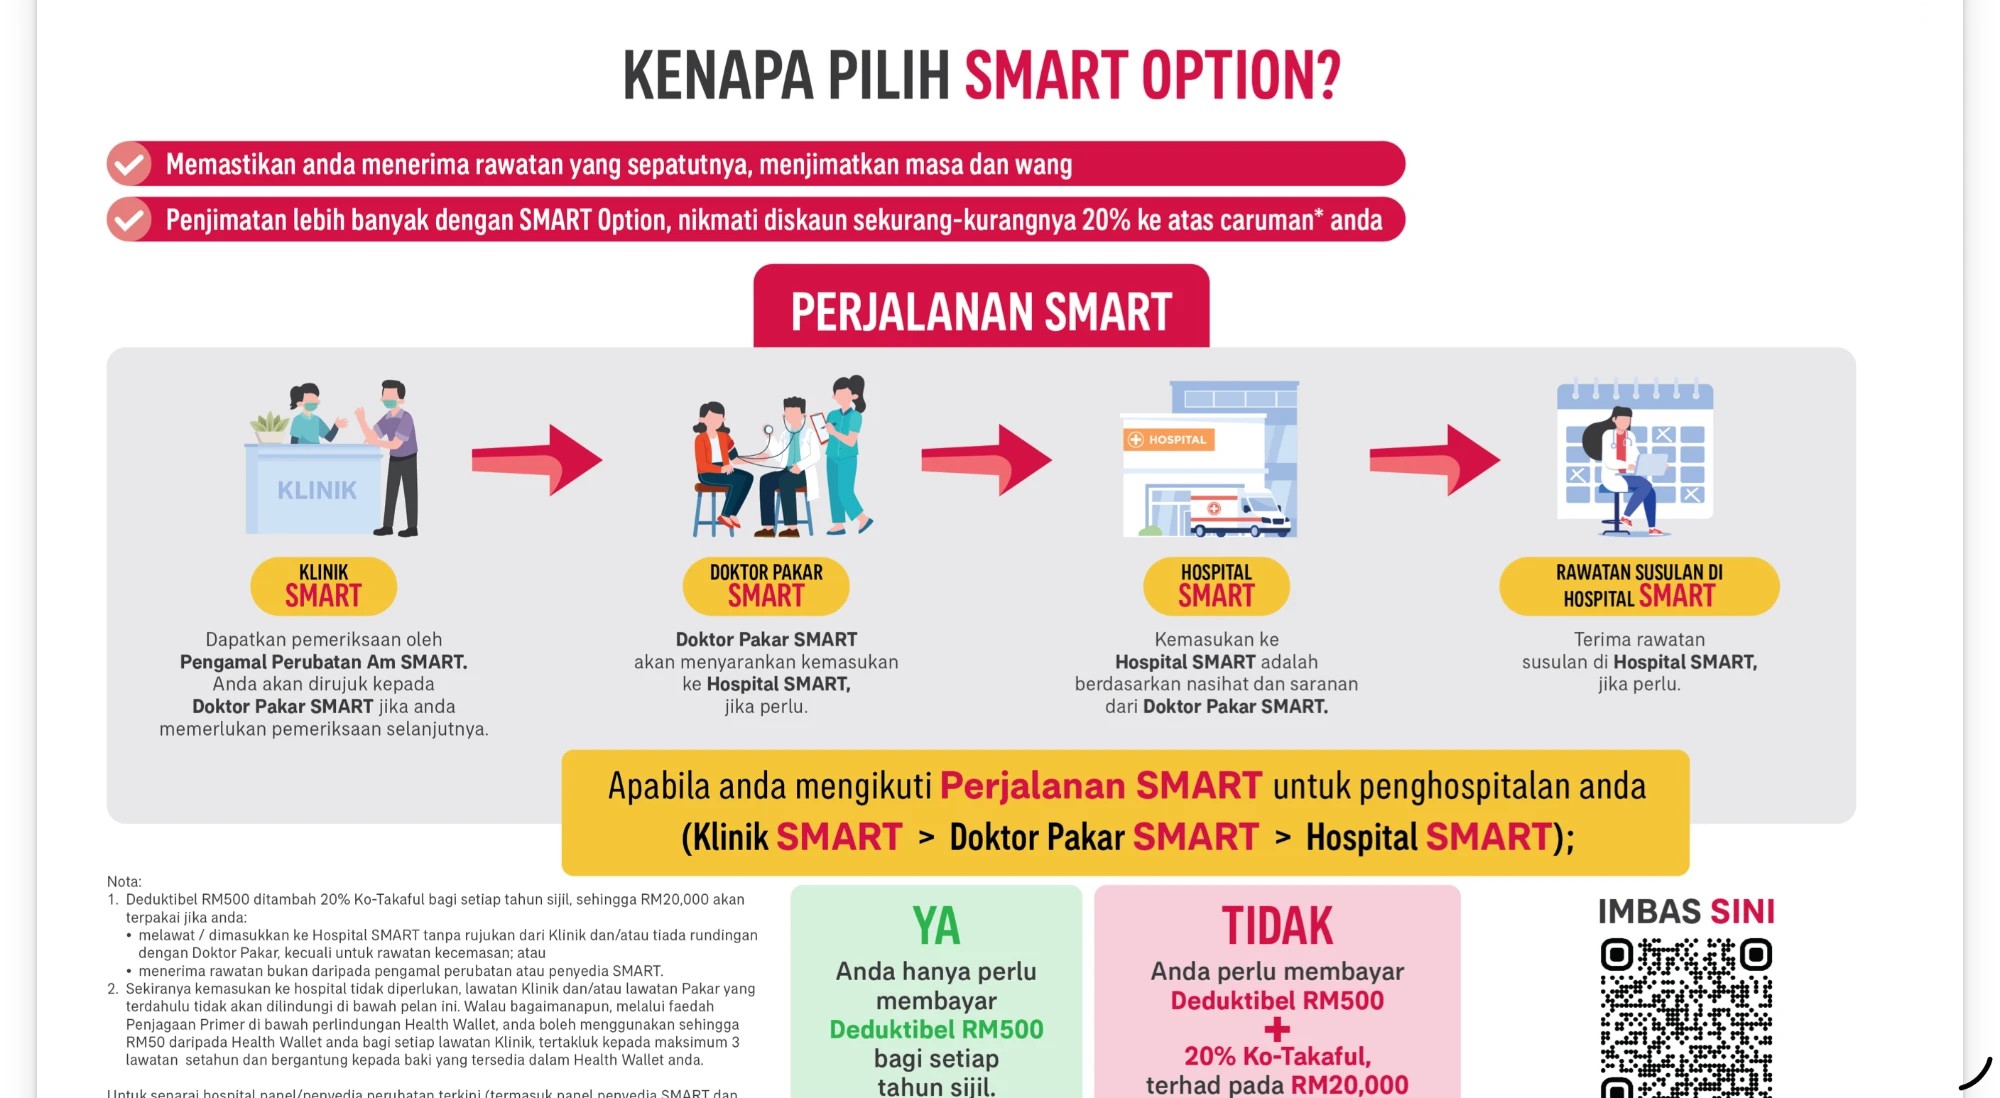 KENAPA PILIH SMART OPTION?
Memastikan anda menerima rawatan yang sepatutnya, menjimatkan masa dan wang
Penjimatan lebih banyak dengan SMART Option, nikmati diskaun sekurang-kurangnya 20% ke atas caruman* anda
PERJALANAN SMART
KLINIK
HOSPITAL
KLINIK
SMART
Dapatkan pemeriksaan oleh
Pengamal Perubatan Am SMART.
Anda akan dirujuk kepada
Doktor Pakar SMART jika anda
memerlukan pemeriksaan selanjutnya.
DOKTOR PAKAR
SMART
Doktor Pakar SMART
akan menyarankan kemasukan
ke Hospital SMART,
jika perlu.
HOSPITAL
SMART
Kemasukan ke
Hospital SMART adalah
berdasarkan nasihat dan saranan
dari Doktor Pakar SMART.
RAWATAN SUSULAN DI
HOSPITAL SMART
Terima rawatan
susulan di Hospital SMART,
jika perlu.
Apabila anda mengikuti Perjalanan SMART untuk penghospitalan anda
(Klinik SMART > Doktor Pakar SMART > Hospital SMART);
Nota:
1. Deduktibel RM500 ditambah 20% Ko-Takaful bagi setiap tahun sijil, sehingga RM20,000 akan
terpakai jika anda:
• melawat / dimasukkan ke Hospital SMART tanpa rujukan dari Klinik dan/atau tiada rundingan
dengan Doktor Pakar, kecuali untuk rawatan kecemasan; atau
• menerima rawatan bukan daripada pengamal perubatan atau penyedia SMART.
2. Sekiranya kemasukan ke hospital tidak diperlukan, lawatan Klinik dan/atau lawatan Pakar yang
terdahulu tidak akan dilindungi di bawah pelan ini. Walau bagaimanapun, melalui faedah
Penjagaan Primer di bawah perlindungan Health Wallet, anda boleh menggunakan sehingga
RM50 daripada Health Wallet anda bagi setiap lawatan Klinik, tertakluk kepada maksimum 3
lawatan setahun dan bergantung kepada baki yang tersedia dalam Health Wallet anda.
Untuk senarai hospital panel/penyedia perubatan terkini (termasuk panel penyedia SMART dan
YA
Anda hanya perlu
membayar
Deduktibel RM500
bagi setiap
tahun sijil.
TIDAK
Anda perlu membayar
Deduktibel RM500
+
20% Ko-Takaful,
terhad pada RM20,000
IMBAS SINI